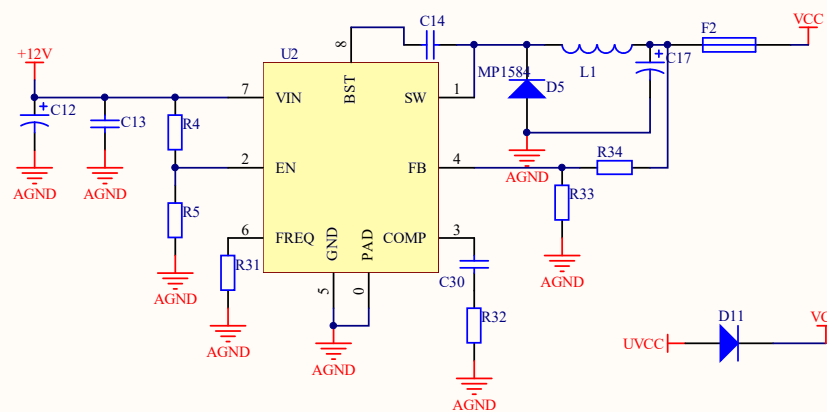 C14
VCC
8
U2
F2
+12V
BST
MP1584
L1
C17
7
VIN
SW
1
D5
C12
C13
R4
2
EN
FB
4
R34
AGND
AGND
AGND
R5
R33
6
FREQ
GND
PAD
COMP
3
AGND
R31
C30
AGND
5
0
AGND
R32
D11
VC
UVCC
AGND
AGND